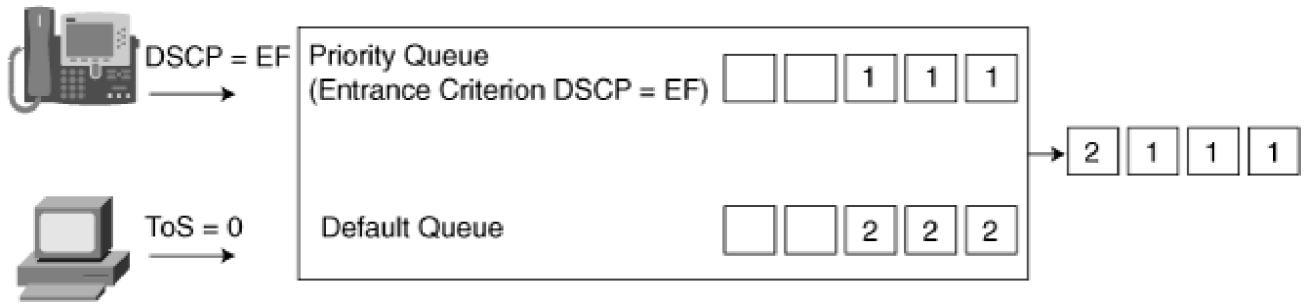 DSCP = EF
Priority Queue
(Entrance Criterion DSCP = EF)
1 1 1
2 1 1 1
ToS = 0
Default Queue
2 2 2